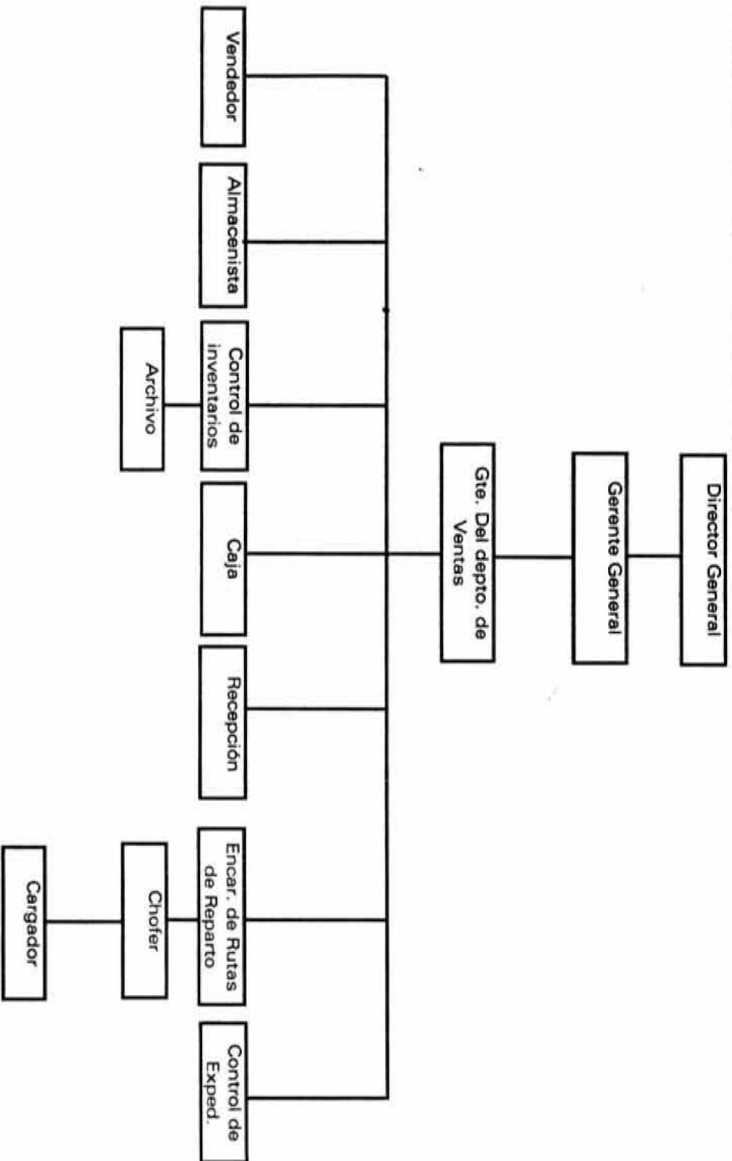 Director General
Gerente General
Gte. Del depto. de
Ventas
Vendedor
Almacenista
Control de
inventarios
Caja
Recepción
Encar. de Rutas
de Reparto
Control de
Exped.
Archivo
Chofer
Cargador